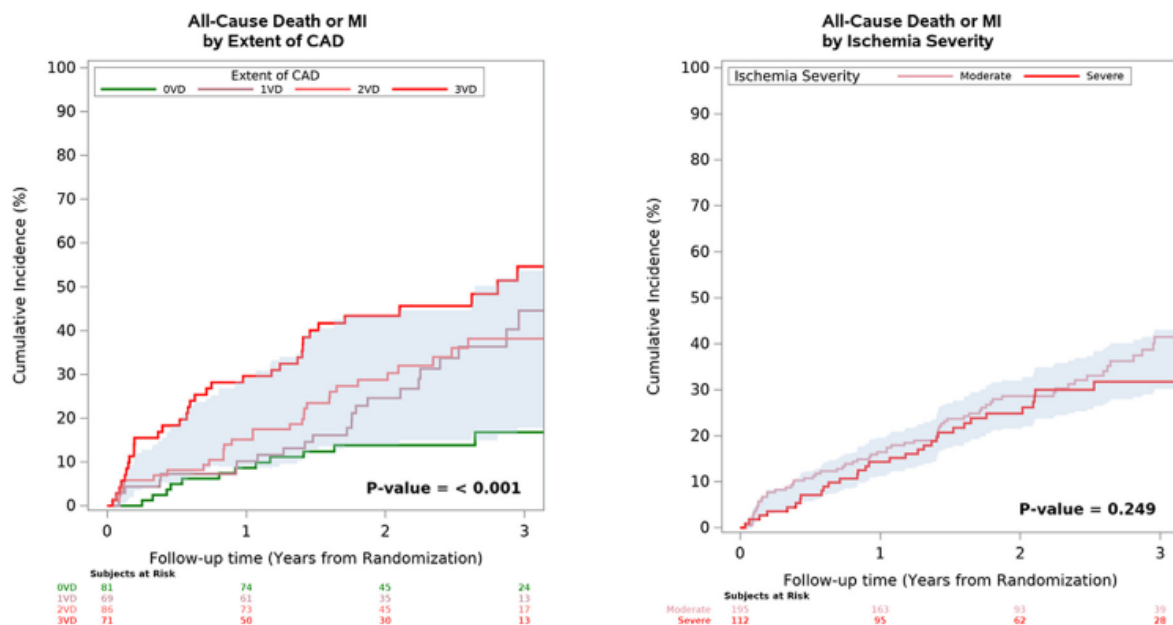 All-Cause Death or MI
by Extent of CAD
Extent of CAD
0VD 1VD 2VD 3VD
100
90
80
70
60
50
40
30
20
10
0
Cumulative Incidence (%)
P-value = < 0.001
0 1 2 3
Follow-up time (Years from Randomization)
Subjects at Risk
0VD 81 74 45 24
1VD 69 61 35 13
2VD 86 73 45 17
3VD 71 50 30 13
All-Cause Death or MI
by Ischemia Severity
Ischemia Severity Moderate Severe
100
90
80
70
60
50
40
30
20
10
0
Cumulative Incidence (%)
P-value = 0.249
0 1 2 3
Follow-up time (Years from Randomization)
Subjects at Risk
Moderate 195 163 93 39
Severe 112 95 62 28